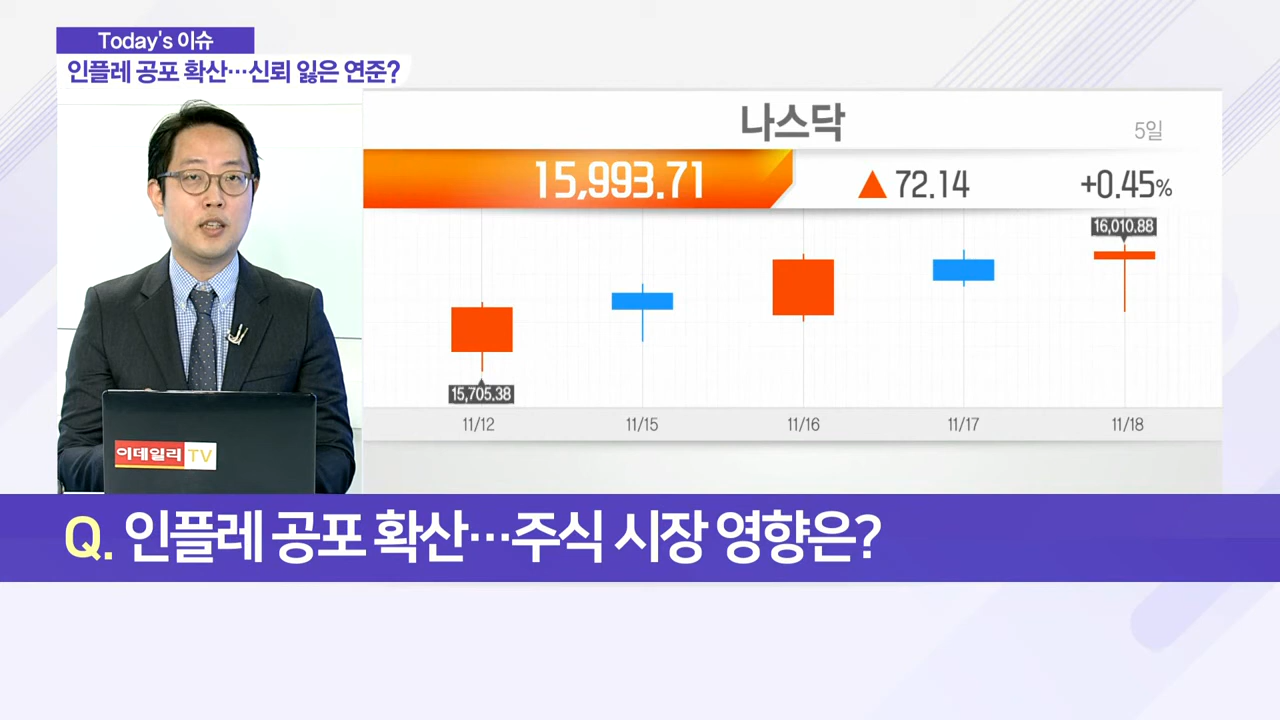 Today's 이슈
인플레 공포 확산…신뢰 잃은 연준?
나스닥
5일
15,993.71 ▲ 72.14 +0.45%
16,010.88
15,705.38
11/12 11/15 11/16 11/17 11/18
이데일리 TV
Q. 인플레 공포 확산…주식 시장 영향은?